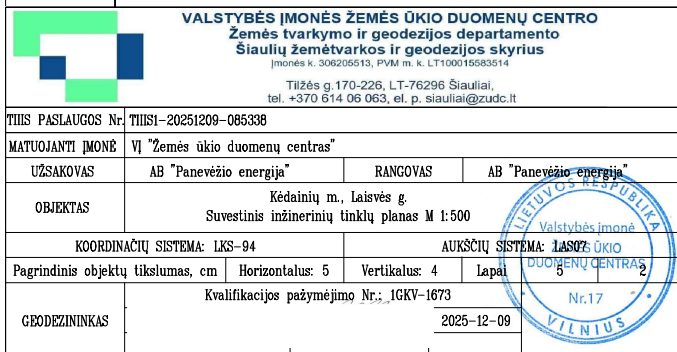 VALSTYBĖS ĮMONĖS ŽEMĖS ŪKIO DUOMENŲ CENTRO
Žemės tvarkymo ir geodezijos departamento
Šiaulių žemėtvarkos ir geodezijos skyrius
Įmonės k. 306205513, PVM m. k. LT100015583514
Tilžės g.170-226, LT-76296 Šiauliai,
tel. +370 614 06 063, el. p. siauliai@zudc.lt
TIIIS PASLAUGOS Nr. TIIIS1-20251209-085338
MATUOJANTI ĮMONĖ VĮ "Žemės ūkio duomenų centras"
UŽSAKOVAS AB "Panevėžio energija" RANGOVAS AB "Panevėžio energija"
OBJEKTAS
Kėdainių m., Laisvės g.
Suvestinis inžinerinių tinklų planas M 1:500
KOORDINAČIŲ SISTEMA: LKS-94 AUKŠČIŲ SISTEMA: LAS07
Pagrindinis objektų tikslumas, cm Horizontalus: 5 Vertikalus: 4 Lapai 5 2
GEODEZININKAS
Kvalifikacijos pažymėjimo Nr.: 1GKV-1673
2025-12-09
LIETUVOS RESPUBLIKA
Valstybės įmonė
ŽEMĖS ŪKIO
DUOMENŲ CENTRAS
Nr.17
VILNIUS